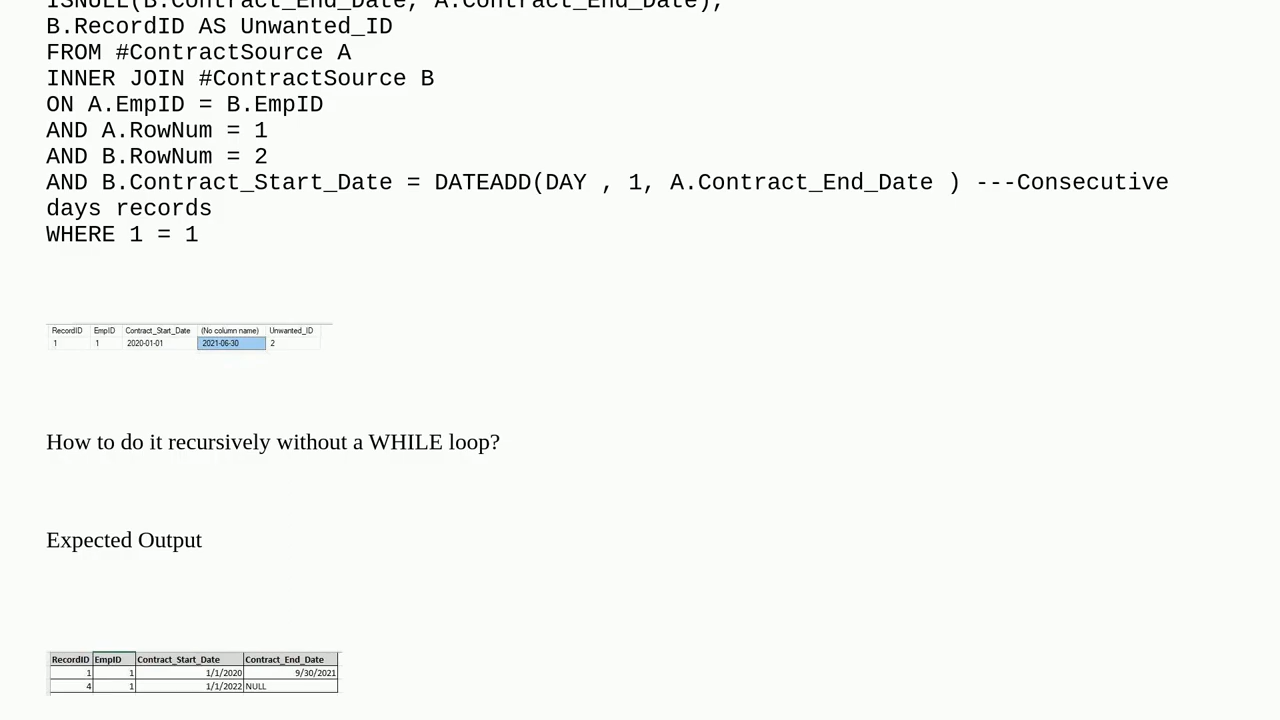 ISNULL(B.Contract_End_Date, A.Contract_End_Date),
B.RecordID AS Unwanted_ID
FROM #ContractSource A
INNER JOIN #ContractSource B
ON A.EmpID = B.EmpID
AND A.RowNum = 1
AND B.RowNum = 2
AND B.Contract_Start_Date = DATEADD(DAY , 1, A.Contract_End_Date ) ---Consecutive
days records
WHERE 1 = 1
RecordID EmpID Contract_Start_Date (No column name) Unwanted_ID
1 1 2020-01-01 2021-06-30 2
How to do it recursively without a WHILE loop?
Expected Output
RecordID EmpID Contract_Start_Date Contract_End_Date
1 1 1/1/2020 9/30/2021
4 1 1/1/2022 NULL